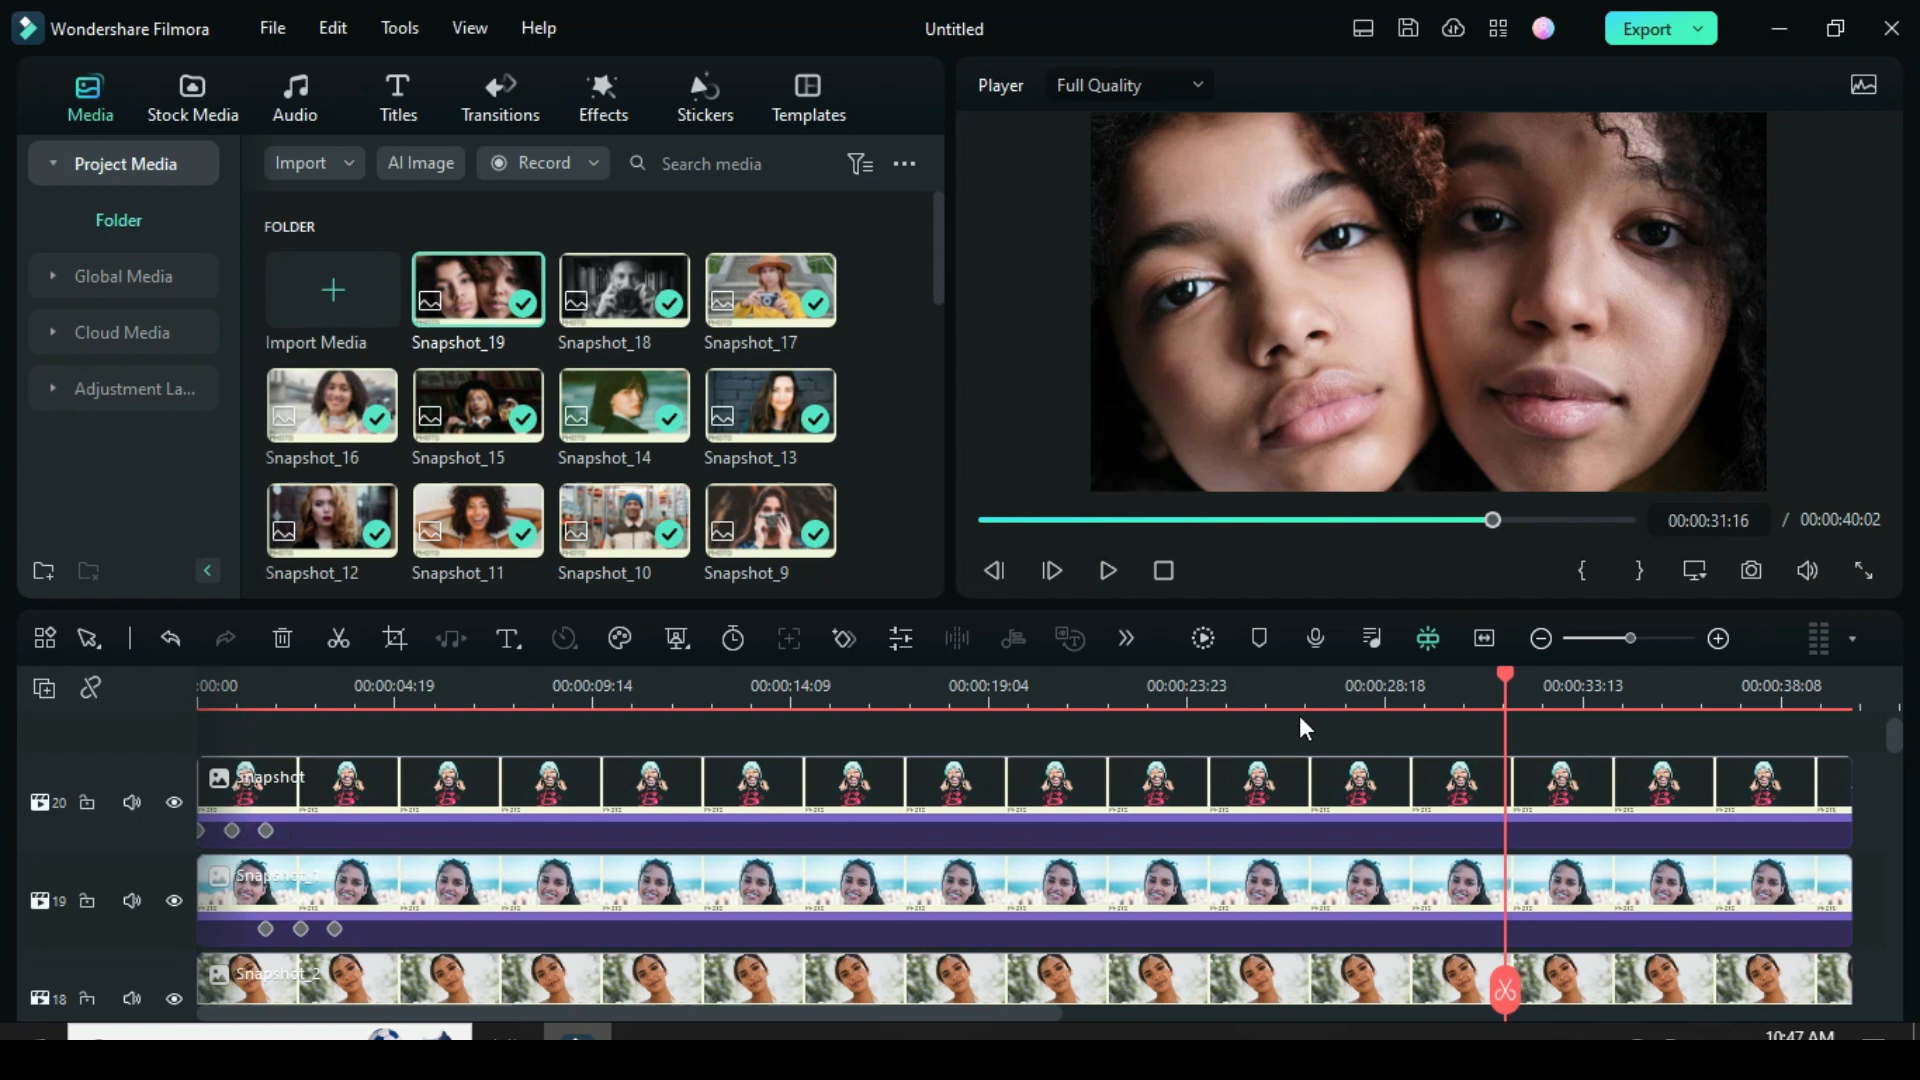 Wondershare Filmora File Edit Tools View Help Untitled Export
Media Stock Media Audio Titles Transitions Effects Stickers Templates
Player Full Quality
Project Media
Import AI Image Record Search media
Folder
Global Media
Cloud Media
Adjustment La...
FOLDER
Import Media Snapshot_19 Snapshot_18 Snapshot_17
Snapshot_16 Snapshot_15 Snapshot_14 Snapshot_13
Snapshot_12 Snapshot_11 Snapshot_10 Snapshot_9
00:00:31:16 / 00:00:40:02
:00:00 00:00:04:19 00:00:09:14 00:00:14:09 00:00:19:04 00:00:23:23 00:00:28:18 00:00:33:13 00:00:38:08
Snapshot
20
Snapshot_1
19
Snapshot_2
18
10:47 AM